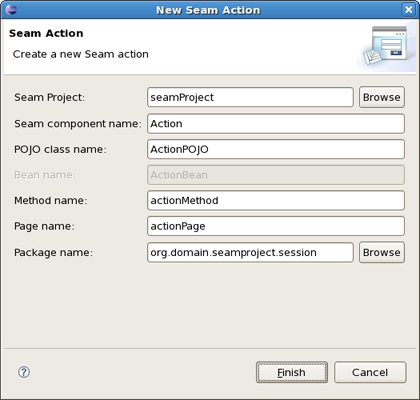 New Seam Action
Seam Action
Create a new Seam action
Seam Project: seamProject Browse
Seam component name: Action
POJO class name: ActionPOJO
Bean name: ActionBean
Method name: actionMethod
Page name: actionPage
Package name: org.domain.seamproject.session Browse
? Finish Cancel